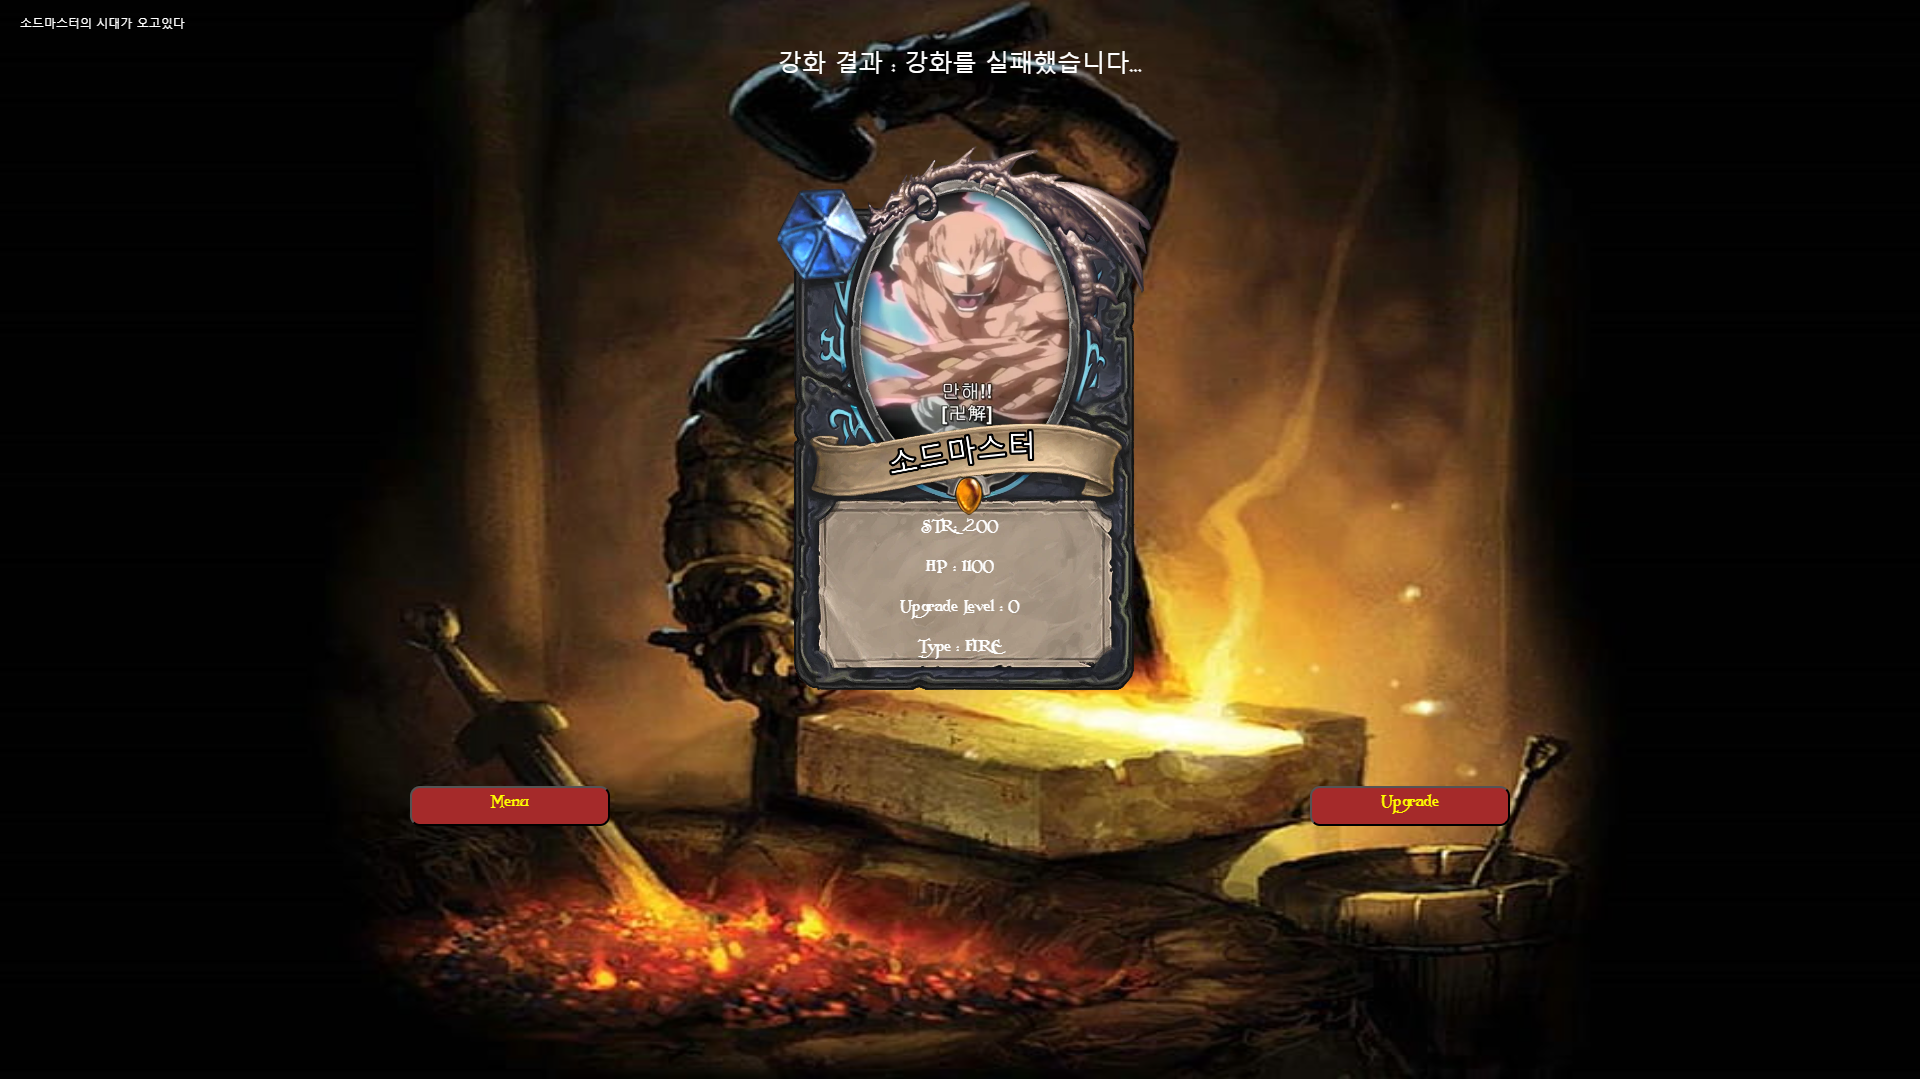 소드마스터의 시대가 오고있다
강화 결과 : 강화를 실패했습니다...
만해!!
[卍解]
소드마스터
STR: 200
HP : 1100
Upgrade Level : 0
Type : FIRE
Menu
Upgrade